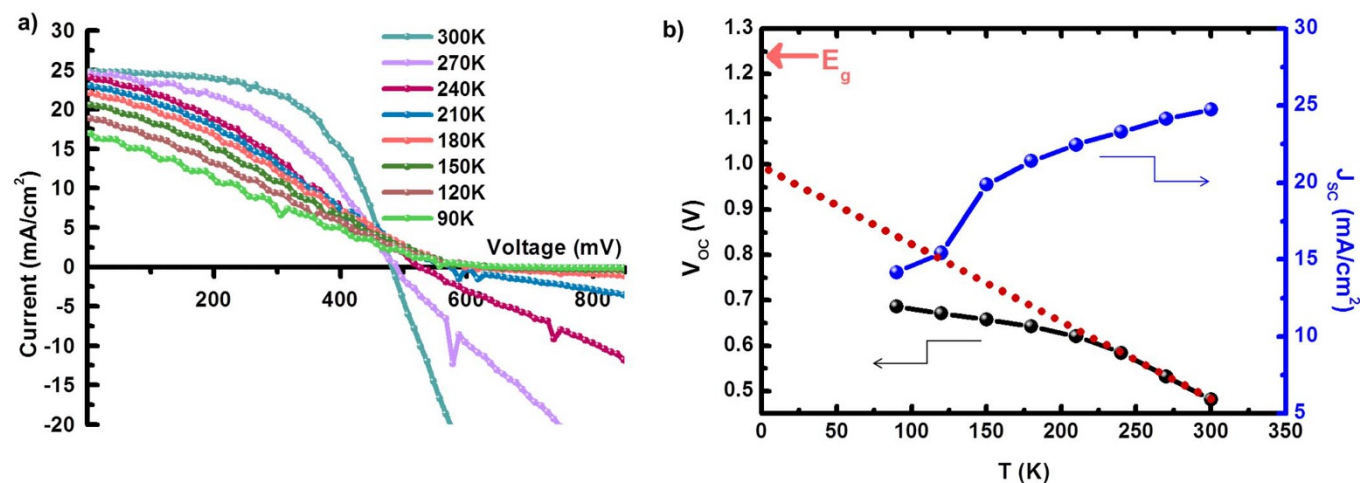 a)
30
25
20
15
10
5
0
-5
-10
-15
-20
Current (mA/cm²)
200
400
600
800
Voltage (mV)
300K
270K
240K
210K
180K
150K
120K
90K
b)
1.3
1.2
1.1
1.0
0.9
0.8
0.7
0.6
0.5
V_OC (V)
E_g
30
25
20
15
10
5
J_SC (mA/cm²)
0
50
100
150
200
250
300
350
T (K)